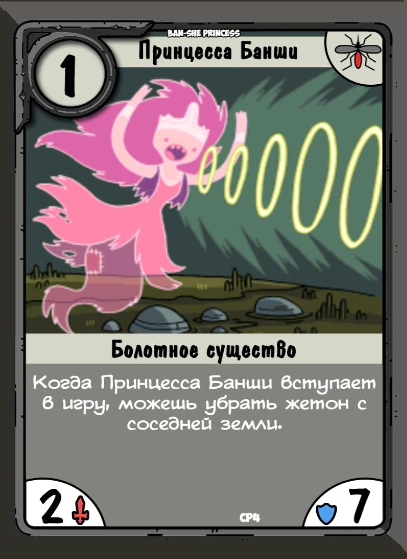 BAN-SHE PRINCESS
1
Принцесса Банши
Болотное существо
Когда Принцесса Банши вступает
в игру, можешь убрать жетон с
соседней земли.
2
CP4
7